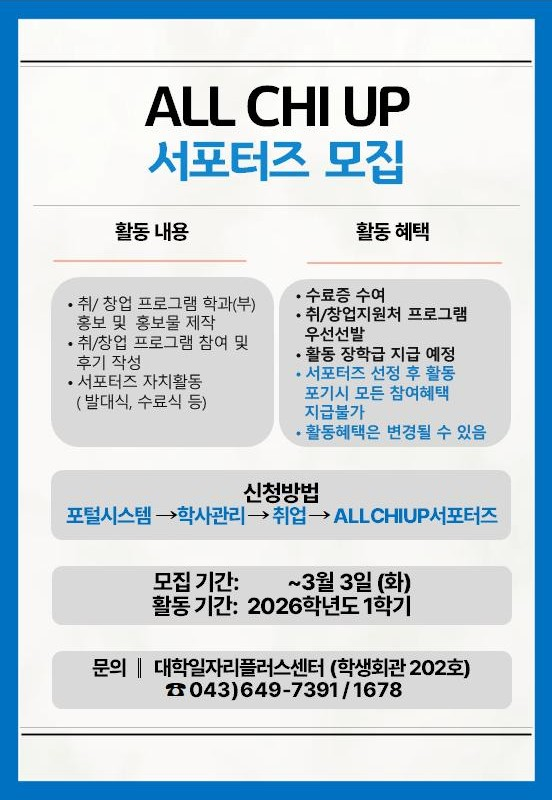 ALL CHI UP
서포터즈 모집
활동 내용
• 취/ 창업 프로그램 학과(부)
홍보 및 홍보물 제작
• 취/창업 프로그램 참여 및
후기 작성
• 서포터즈 자치활동
( 발대식, 수료식 등)
활동 혜택
• 수료증 수여
• 취/창업지원처 프로그램
우선선발
• 활동 장학급 지급 예정
• 서포터즈 선정 후 활동
포기시 모든 참여혜택
지급불가
• 활동혜택은 변경될 수 있음
신청방법
포털시스템 →학사관리→ 취업→ ALLCHIUP서포터즈
모집 기간: ~3월 3일 (화)
활동 기간: 2026학년도 1학기
문의 ‖ 대학일자리플러스센터 (학생회관 202호)
☎ 043)649-7391 / 1678